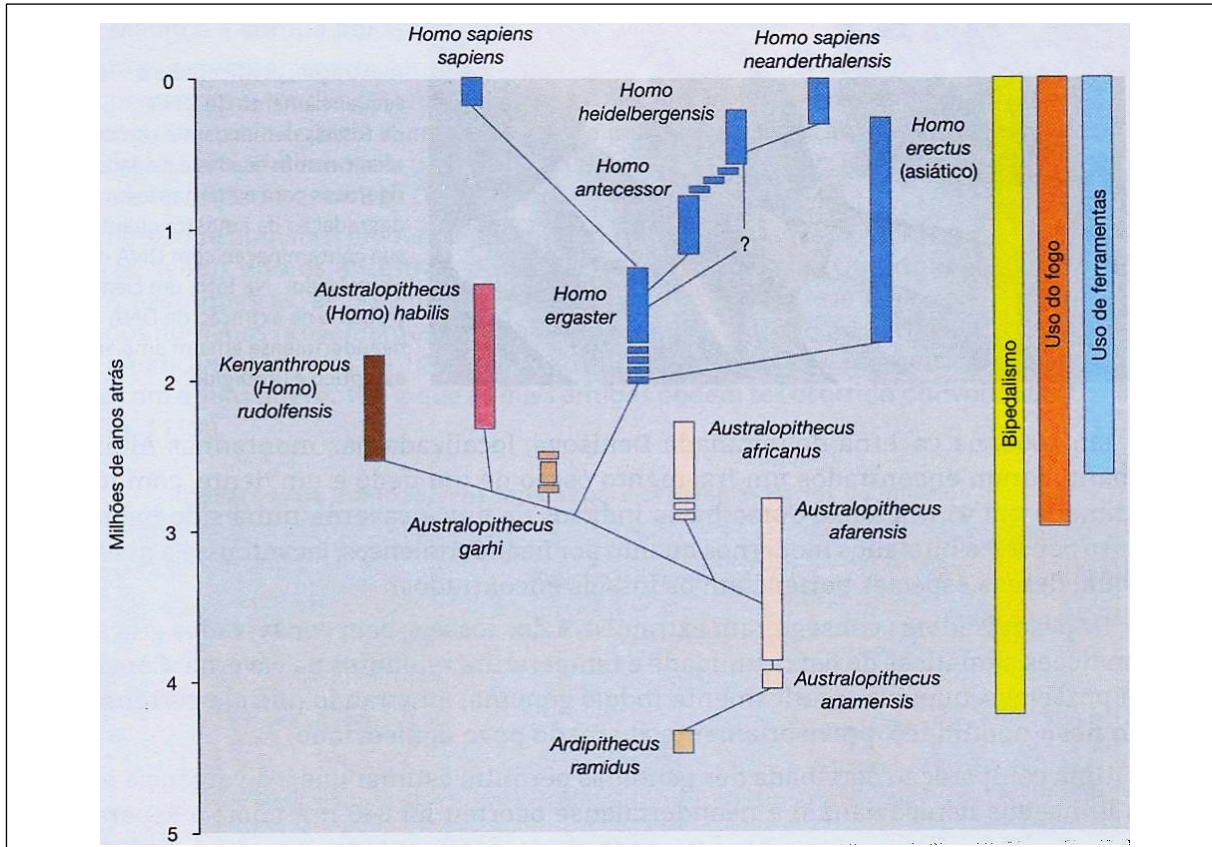 Homo sapiens
sapiens
Homo sapiens
neanderthalensis
Homo
heidelbergensis
Homo
erectus
(asiático)
Homo
antecessor
?
Australopithecus
(Homo) habilis
Homo
ergaster
Kenyanthropus
(Homo)
rudolfensis
Australopithecus
africanus
Australopithecus
garhi
Australopithecus
afarensis
Australopithecus
anamensis
Ardipithecus
ramidus
Milhões de anos atrás
0
1
2
3
4
5
Bipedalismo
Uso do fogo
Uso de ferramentas